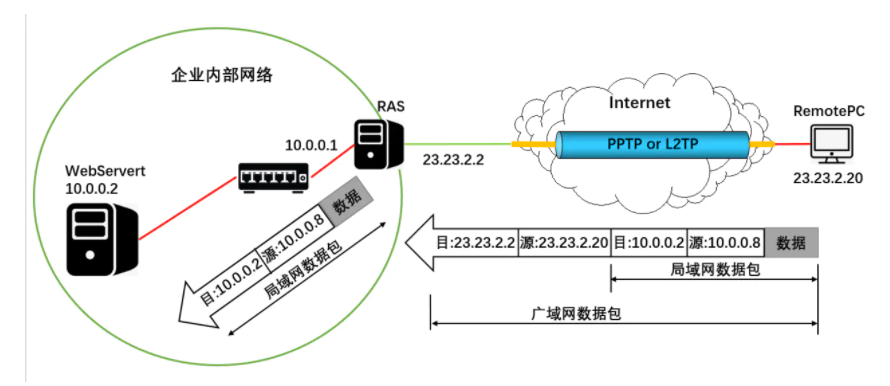 企业内部网络
RAS
Internet
RemotePC
10.0.0.1
PPTP or L2TP
23.23.2.2
WebServert
10.0.0.2
23.23.2.20
数据
源:10.0.0.8
目:10.0.0.2
局域网数据包
目:23.23.2.2 源:23.23.2.20 目:10.0.0.2 源:10.0.0.8 数据
局域网数据包
广域网数据包